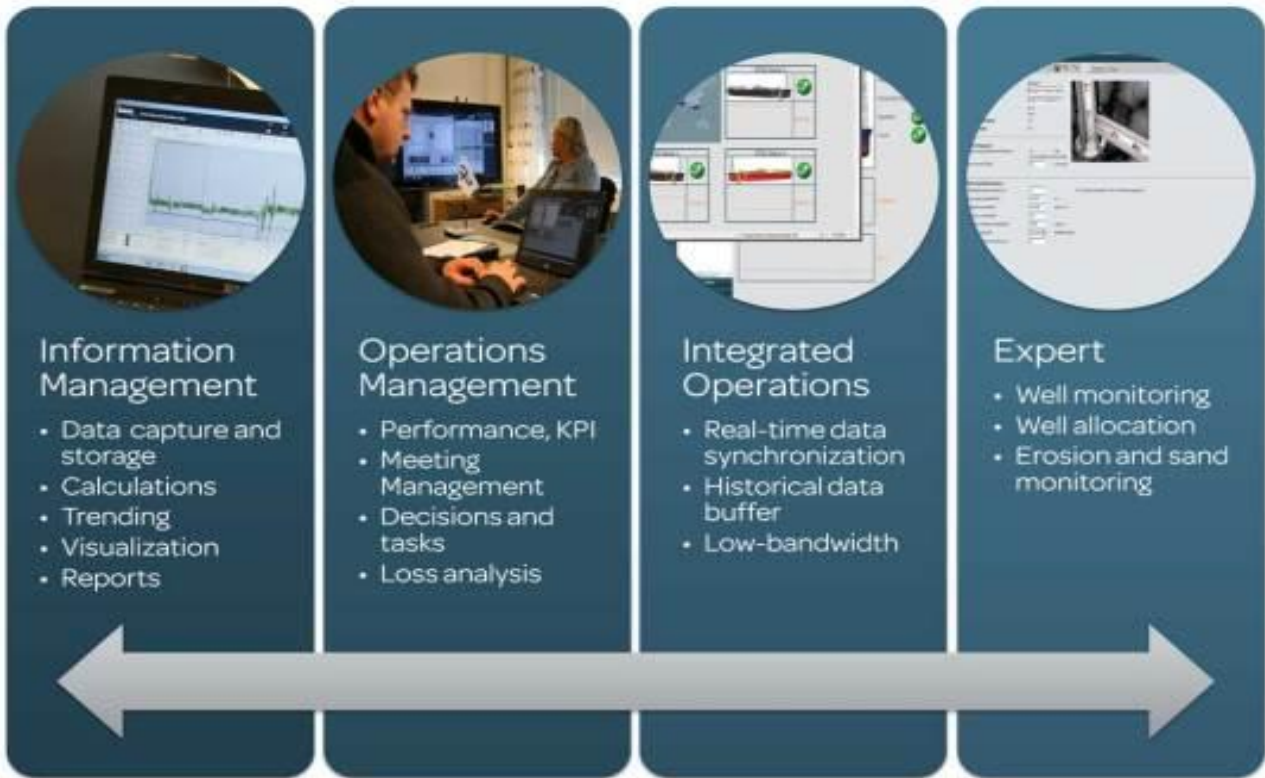 Information
Management
• Data capture and
storage
• Calculations
• Trending
• Visualization
• Reports
Operations
Management
• Performance, KPI
• Meeting
Management
• Decisions and
tasks
• Loss analysis
Integrated
Operations
• Real-time data
synchronization
• Historical data
buffer
• Low-bandwidth
Expert
• Well monitoring
• Well allocation
• Erosion and sand
monitoring